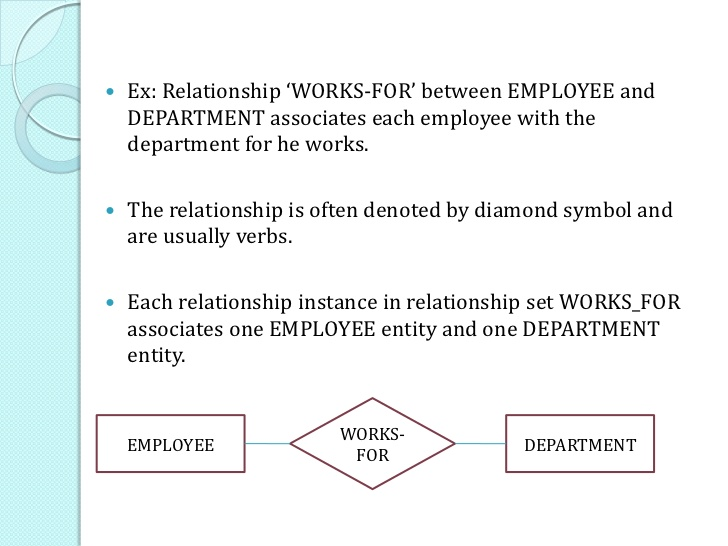 Ex: Relationship ‘WORKS-FOR’ between EMPLOYEE and
DEPARTMENT associates each employee with the
department for he works.
The relationship is often denoted by diamond symbol and
are usually verbs.
Each relationship instance in relationship set WORKS_FOR
associates one EMPLOYEE entity and one DEPARTMENT
entity.
EMPLOYEE
WORKS-
FOR
DEPARTMENT